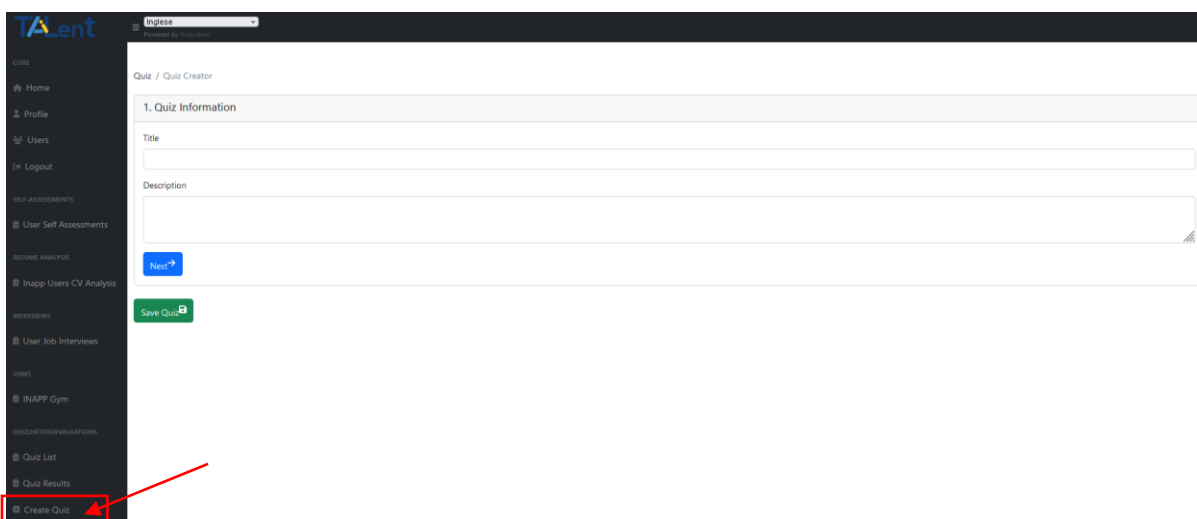 TALent
Inglese
Powered by Traduttore
CORE
Home
Profile
Users
Logout
SELF-ASSESSMENTS
User Self Assessments
RESUME ANALYSIS
Inapp Users CV Analysis
INTERVIEWS
User Job Interviews
GYMS
INAPP Gym
QUIZ/HETEROEVALUATIONS
Quiz List
Quiz Results
Create Quiz
Quiz / Quiz Creator
1. Quiz Information
Title
Description
Next
Save Quiz